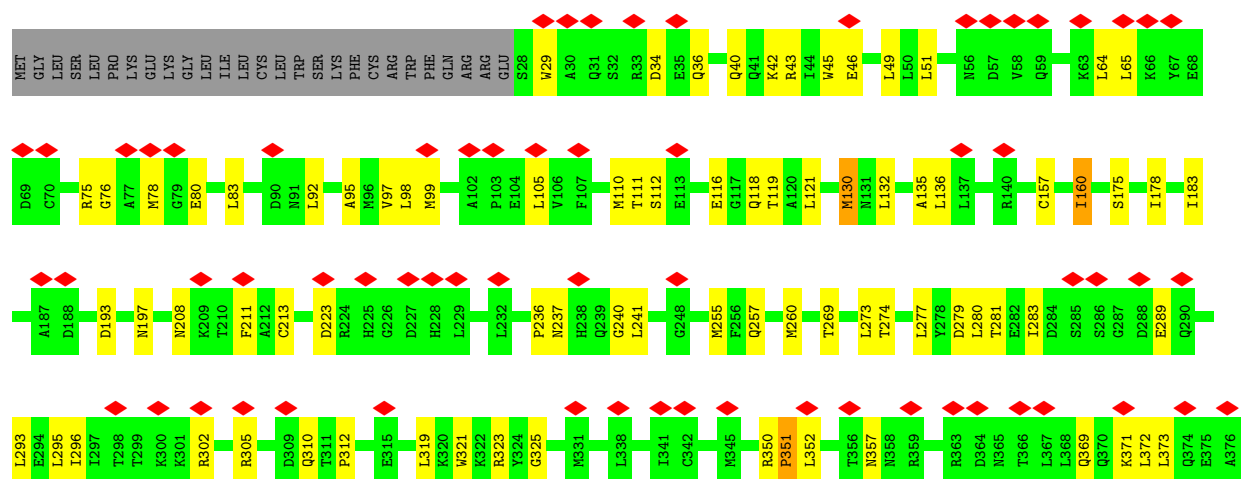 MET GLY LEU SER LEU PRO LYS GLU LYS GLY LEU ILE LEU CYS LEU TRP SER LYS PHE CYS ARG TRP PHE GLN ARG ARG GLU S28 W29 A30 Q31 S32 R33 D34 E35 Q36 Q40 Q41 K42 R43 I44 W45 E46 L49 L50 L51 N56 D57 V58 Q59 K63 L64 L65 K66 Y67 E68
D69 C70 R75 G76 A77 M78 G79 E80 L83 D90 N91 L92 A95 M96 V97 L98 M99 A102 P103 E104 L105 V106 F107 M110 T111 S112 E113 E116 G117 Q118 T119 A120 L121 M130 N131 L132 A135 L136 L137 R140 C157 I160 S175 I178 I183
A187 D188 D193 N197 N208 K209 T210 F211 A212 C213 D223 R224 H225 G226 D227 H228 L229 L232 P236 N237 H238 Q239 G240 L241 G248 M255 F256 Q257 M260 T269 L273 T274 L277 Y278 D279 L280 T281 E282 I283 D284 S285 S286 G287 D288 E289 Q290
L293 E294 L295 I296 I297 T298 T299 K300 K301 R302 R305 D309 Q310 T311 P312 E315 L319 K320 W321 K322 R323 Y324 G325 M331 L338 I341 C342 M345 R350 P351 L352 T356 N357 N358 R359 R363 D364 N365 T366 L367 L368 Q369 Q370 K371 L372 L373 Q374 E375 A376